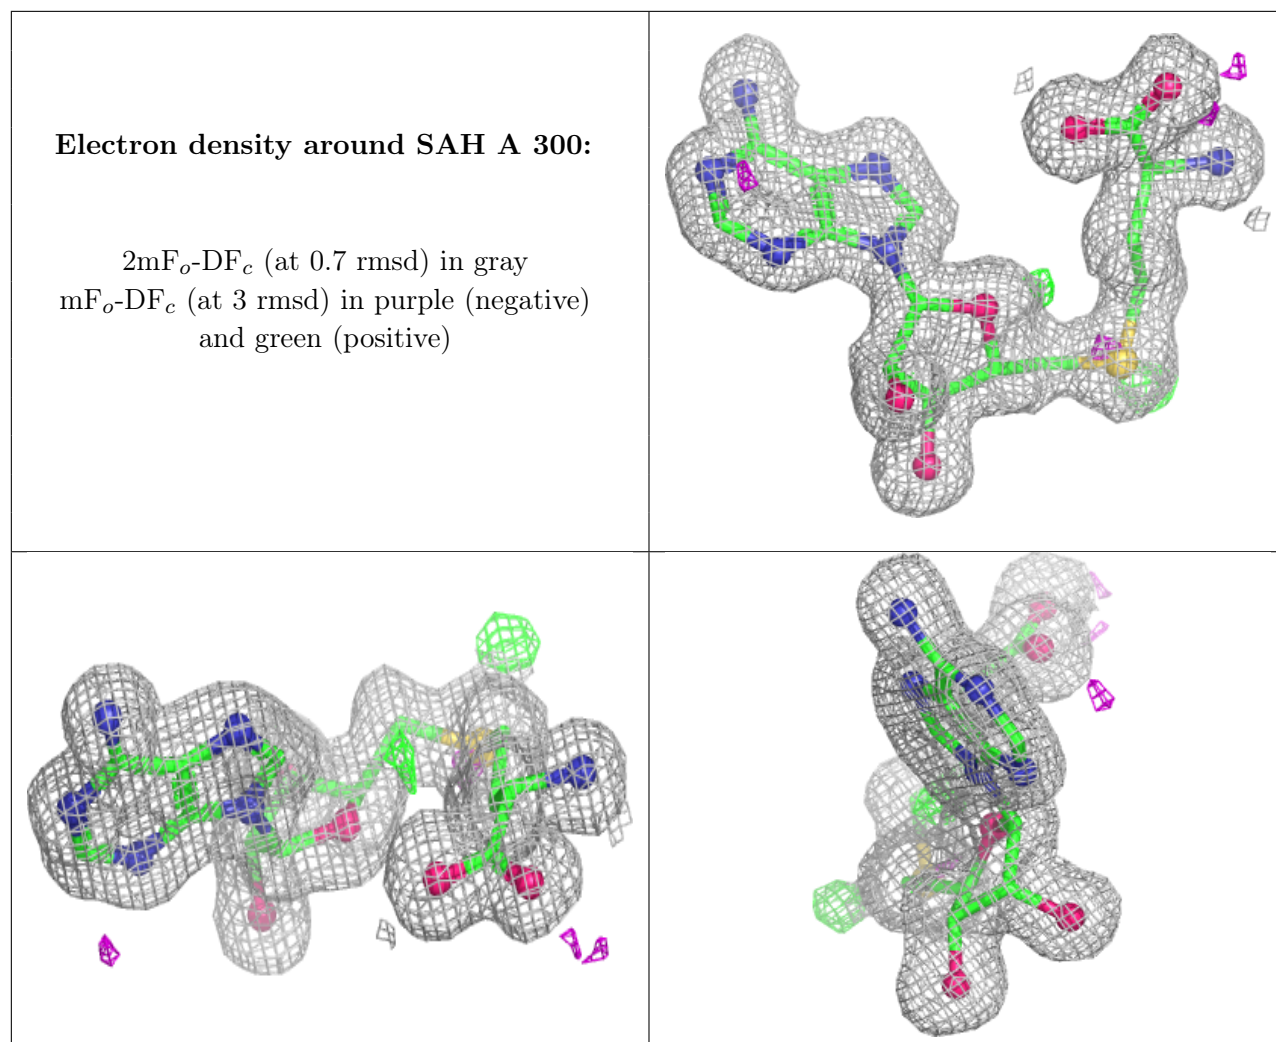 Electron density around SAH A 300:
2mFo-DFc (at 0.7 rmsd) in gray
mFo-DFc (at 3 rmsd) in purple (negative)
and green (positive)